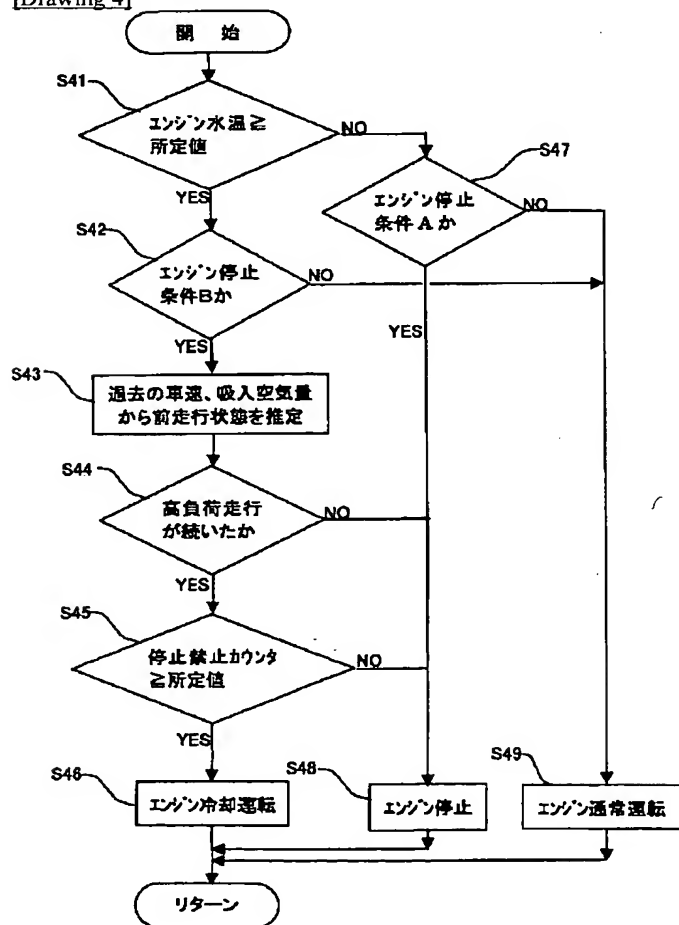 [Drawing 4]
開 始
S41
エンジン水温≧
所定値
NO
YES
S47
エンジン停止
条件Aか
NO
YES
S42
エンジン停止
条件Bか
NO
YES
S43
過去の車速、吸入空気量
から前走行状態を推定
S44
高負荷走行
が続いたか
NO
YES
S45
停止禁止カウンタ
≧所定値
NO
YES
S46
エンジン冷却運転
S48
エンジン停止
S49
エンジン通常運転
リターン